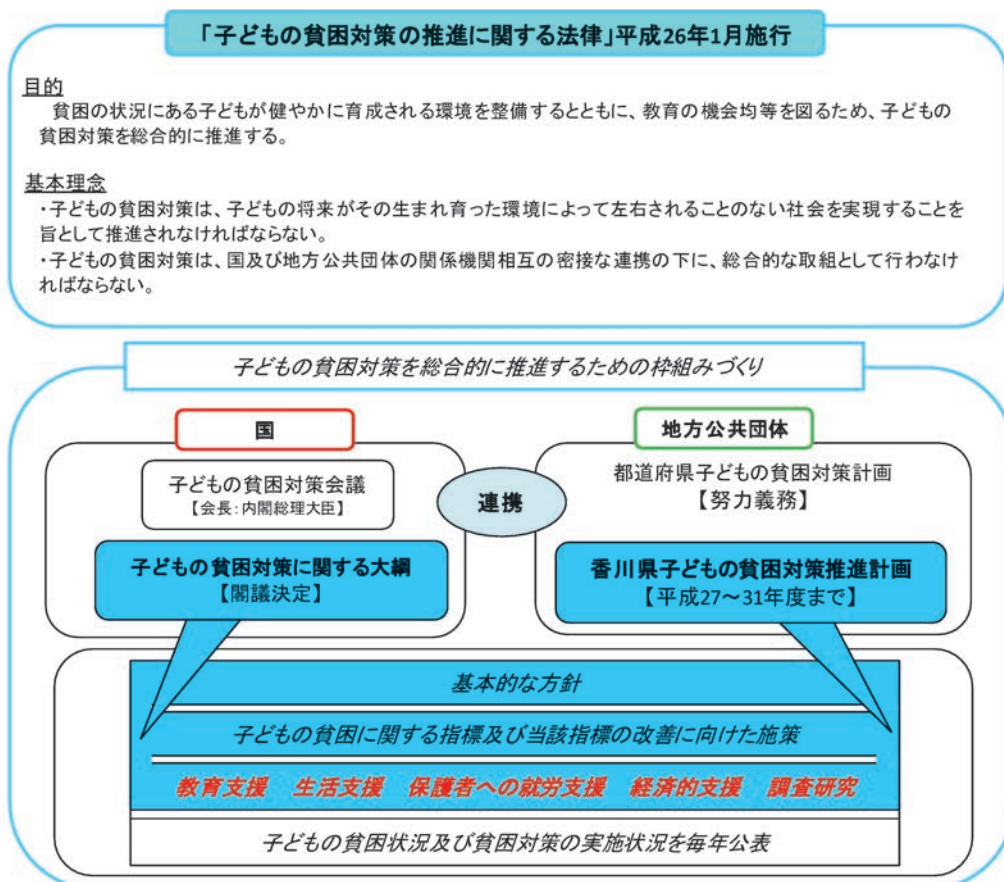 「子どもの貧困対策の推進に関する法律」平成26年1月施行
目的
貧困の状況にある子どもが健やかに育成される環境を整備するとともに、教育の機会均等を図るため、子どもの
貧困対策を総合的に推進する。
基本理念
・子どもの貧困対策は、子どもの将来がその生まれ育った環境によって左右されることのない社会を実現することを
旨として推進されなければならない。
・子どもの貧困対策は、国及び地方公共団体の関係機関相互の密接な連携の下に、総合的な取組として行わなけ
ればならない。
子どもの貧困対策を総合的に推進するための枠組みづくり
国
子どもの貧困対策会議
【会長:内閣総理大臣】
子どもの貧困対策に関する大綱
【閣議決定】
連携
地方公共団体
都道府県子どもの貧困対策計画
【努力義務】
香川県子どもの貧困対策推進計画
【平成27～31年度まで】
基本的な方針
子どもの貧困に関する指標及び当該指標の改善に向けた施策
教育支援 生活支援 保護者への就労支援 経済的支援 調査研究
子どもの貧困状況及び貧困対策の実施状況を毎年公表